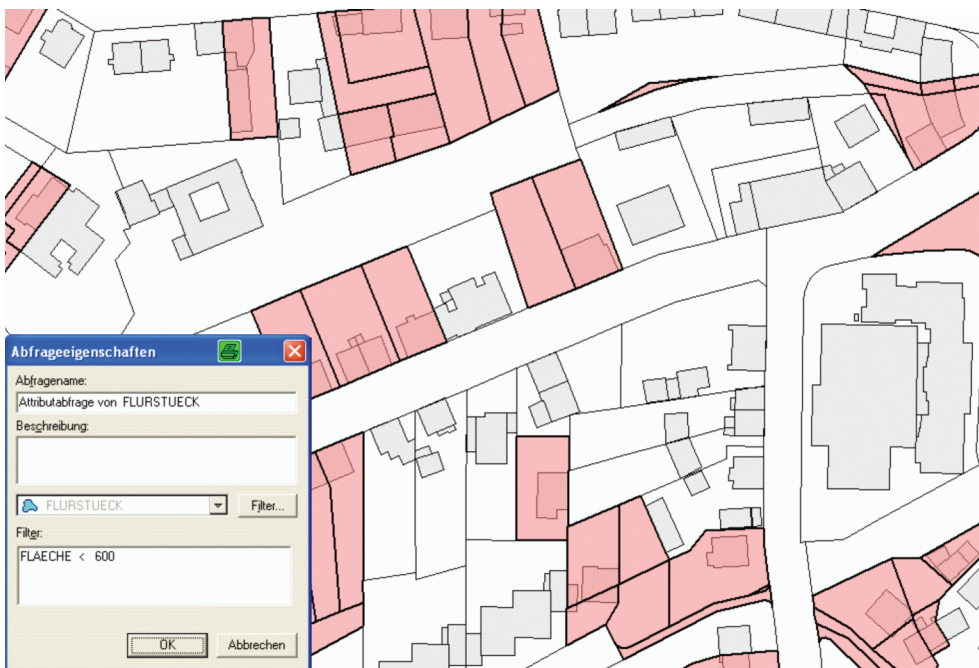 Abfrageeigenschaften
Abfragename:
Attributabfrage von FLURSTUECK
Beschreibung:
FLURSTUECK
Filter...
Filter:
FLAECHE < 600
OK
Abbrechen